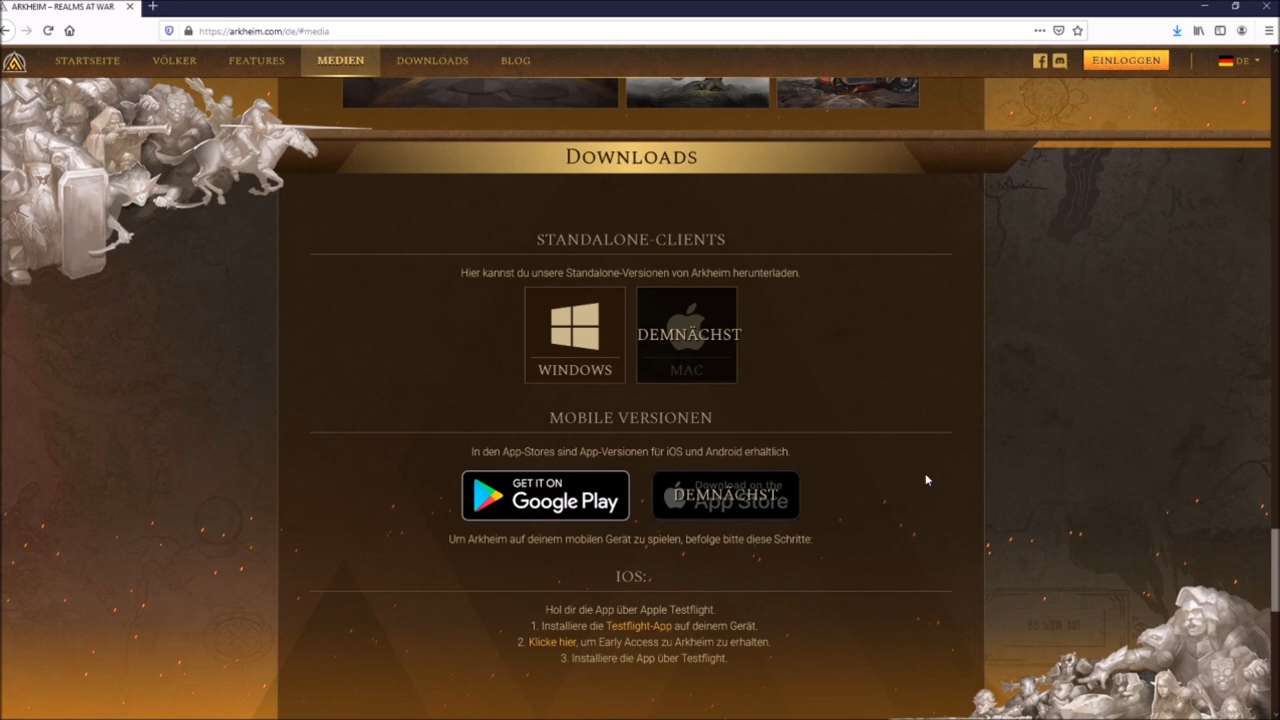 ARKHEIM – REALMS AT WAR
https://arkheim.com/de/#media
STARTSEITE VÖLKER FEATURES MEDIEN DOWNLOADS BLOG EINLOGGEN DE
DOWNLOADS
STANDALONE-CLIENTS
Hier kannst du unsere Standalone-Versionen von Arkheim herunterladen.
DEMNÄCHST
WINDOWS MAC
MOBILE VERSIONEN
In den App-Stores sind App-Versionen für iOS und Android erhältlich.
GET IT ON
Google Play
Download on the
App Store
DEMNÄCHST
Um Arkheim auf deinem mobilen Gerät zu spielen, befolge bitte diese Schritte:
IOS:
Hol dir die App über Apple Testflight.
1. Installiere die Testflight-App auf deinem Gerät.
2. Klicke hier, um Early Access zu Arkheim zu erhalten.
3. Installiere die App über Testflight.